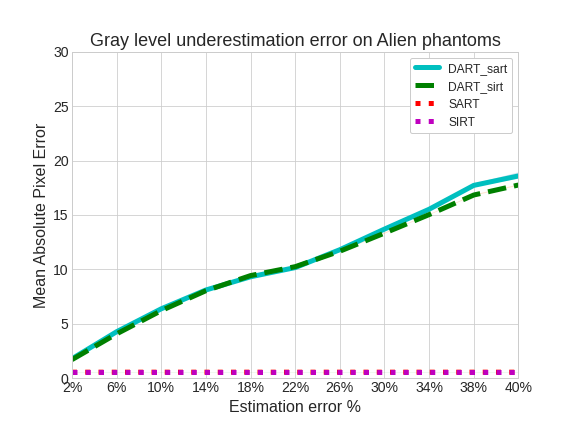 Gray level underestimation error on Alien phantoms
30
25
20
15
10
5
0
Mean Absolute Pixel Error
DART_sart
DART_sirt
SART
SIRT
2% 6% 10% 14% 18% 22% 26% 30% 34% 38% 40%
Estimation error %